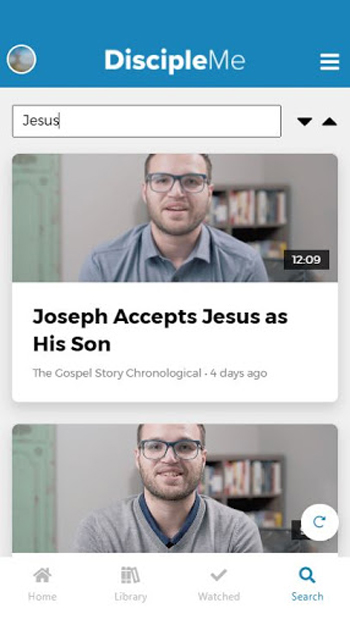 DiscipleMe
Jesus
12:09
Joseph Accepts Jesus as
His Son
The Gospel Story Chronological • 4 days ago
Home
Library
Watched
Search